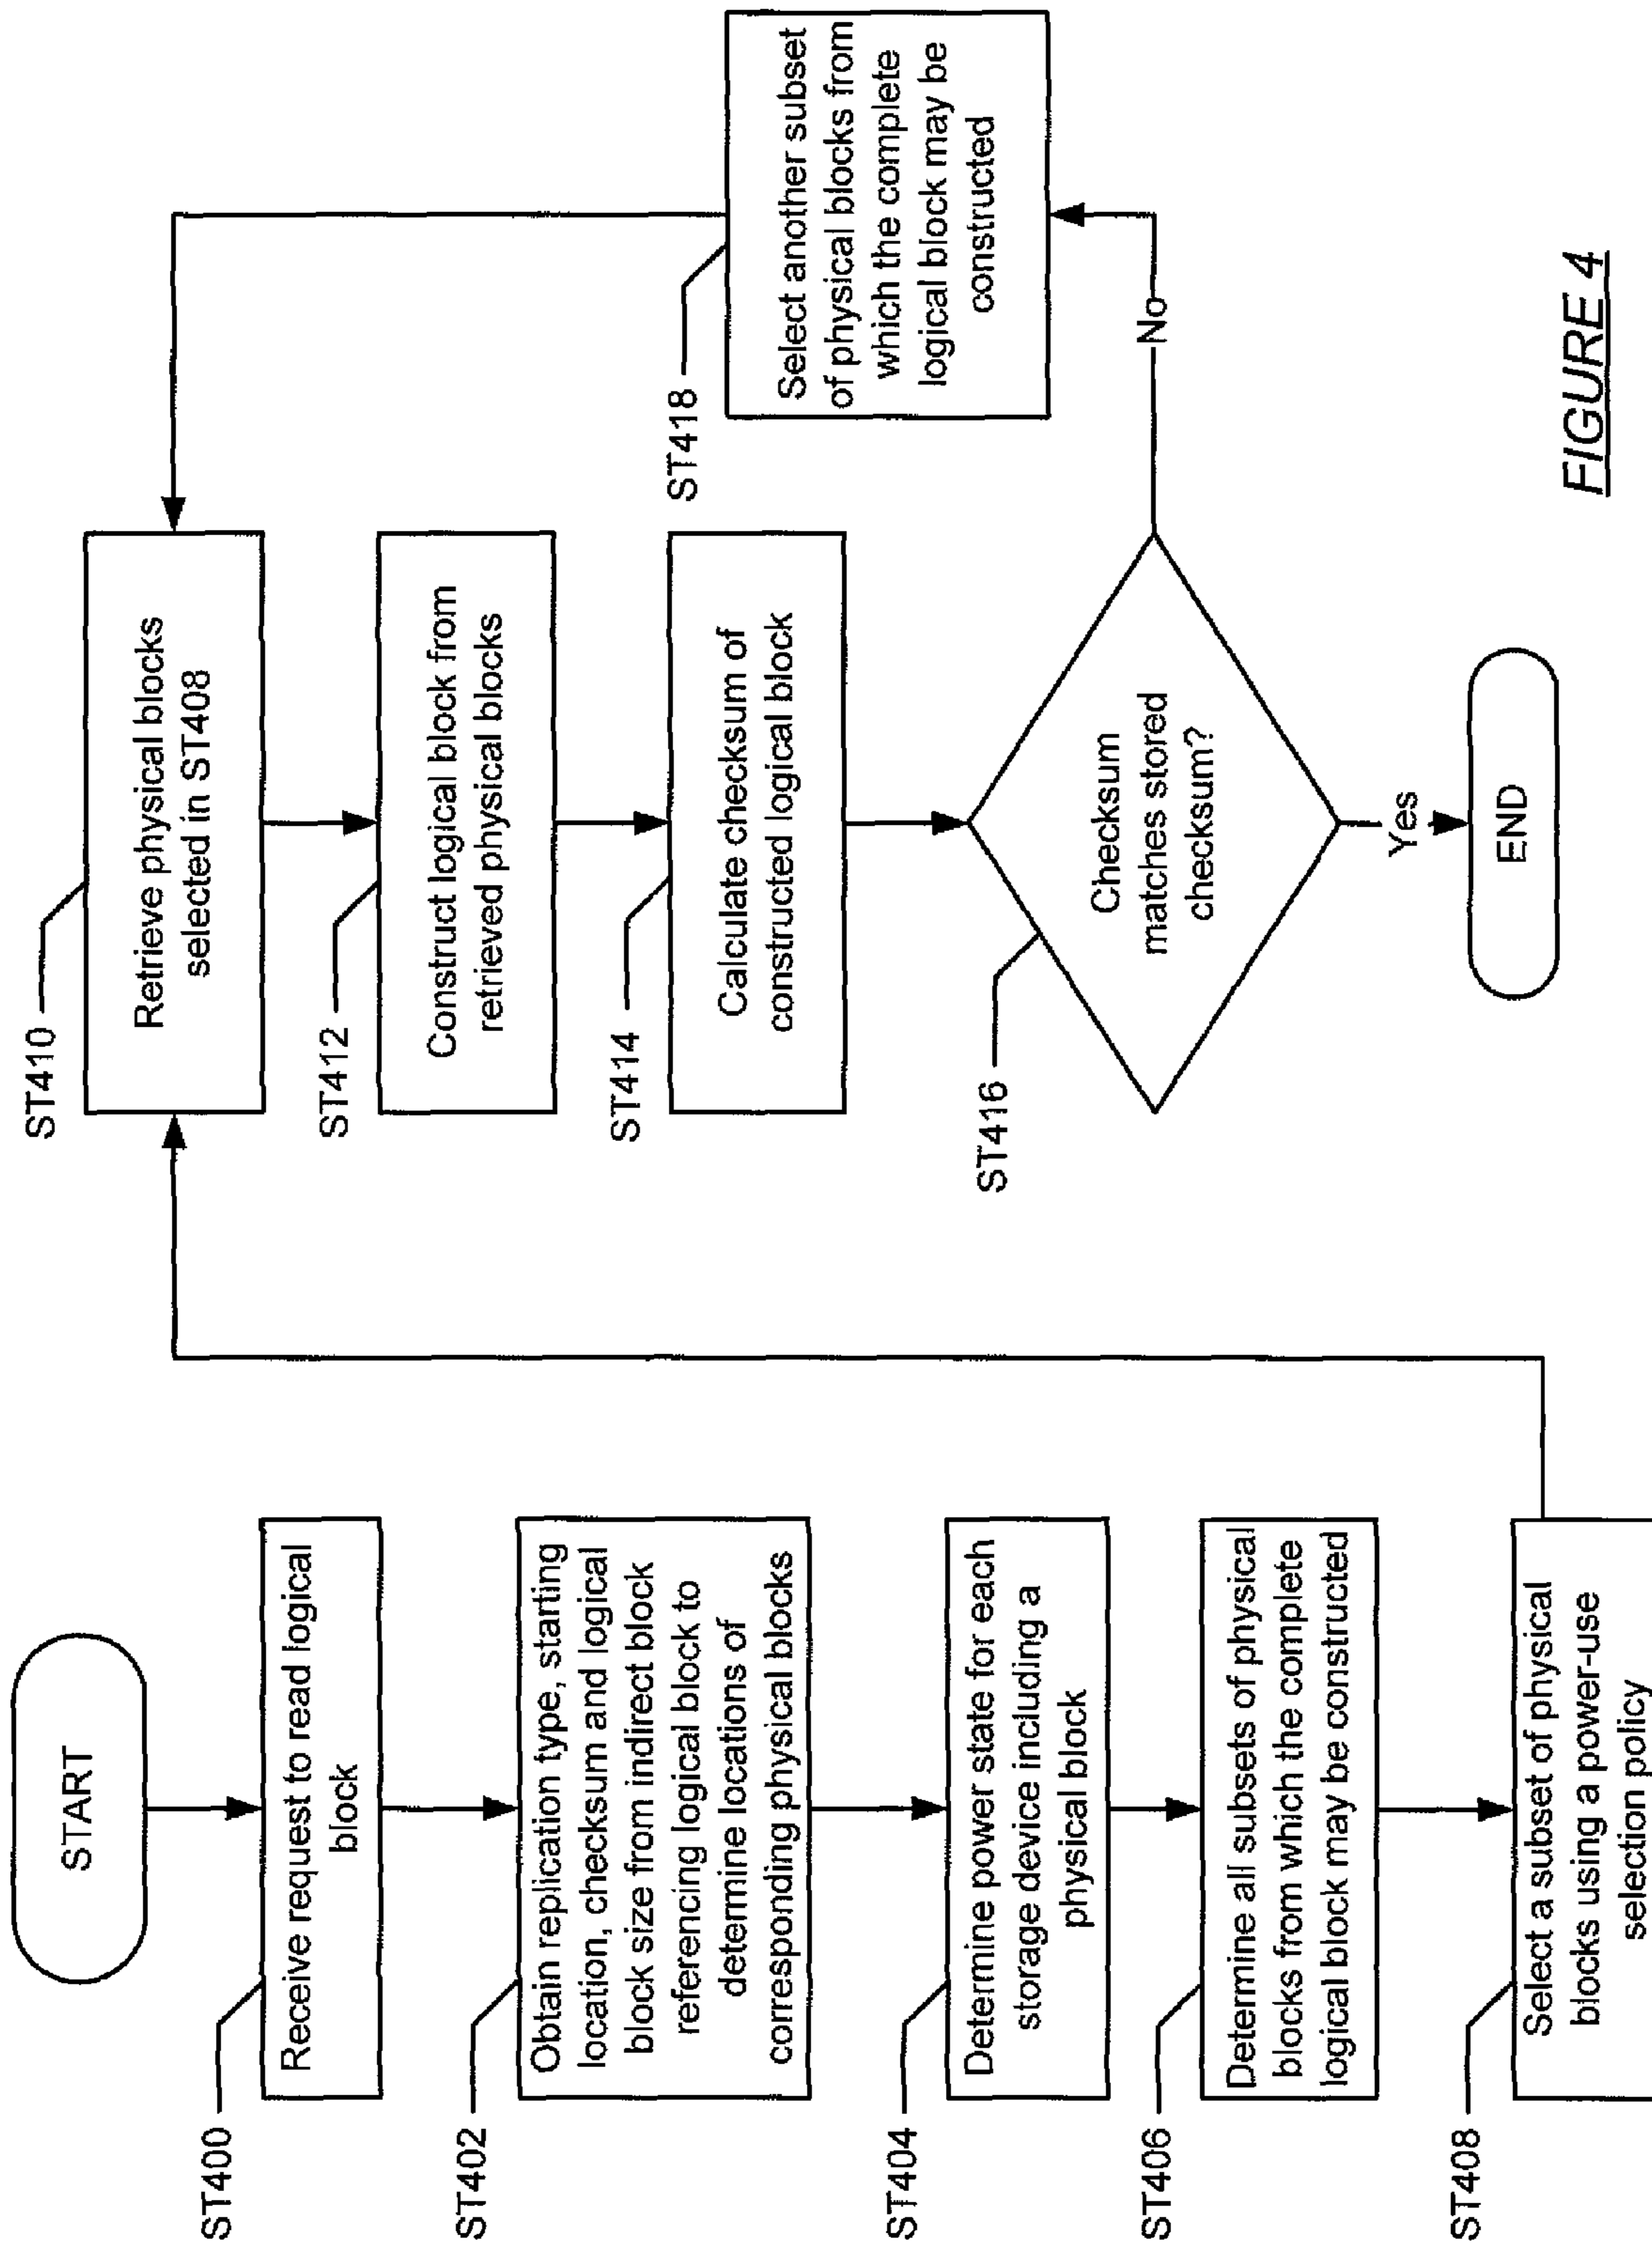 START
ST400
Receive request to read logical
block
ST402
Obtain replication type, starting
location, checksum and logical
block size from indirect block
referencing logical block to
determine locations of
corresponding physical blocks
ST404
Determine power state for each
storage device including a
physical block
ST406
Determine all subsets of physical
blocks from which the complete
logical block may be constructed
ST408
Select a subset of physical
blocks using a power-use
selection policy
ST410
Retrieve physical blocks
selected in ST408
ST412
Construct logical block from
retrieved physical blocks
ST414
Calculate checksum of
constructed logical block
ST416
Checksum
matches stored
checksum?
No
ST418
Select another subset
of physical blocks from
which the complete
logical block may be
constructed
Yes
END
FIGURE 4